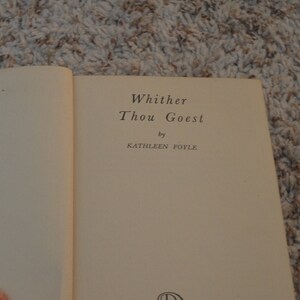 Whither
Thou Goest
by
KATHLEEN FOYLE